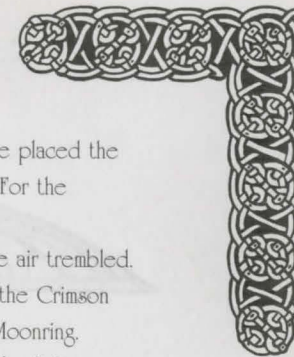 e placed the
For the
e air trembled.
the Crimson
Moonring.